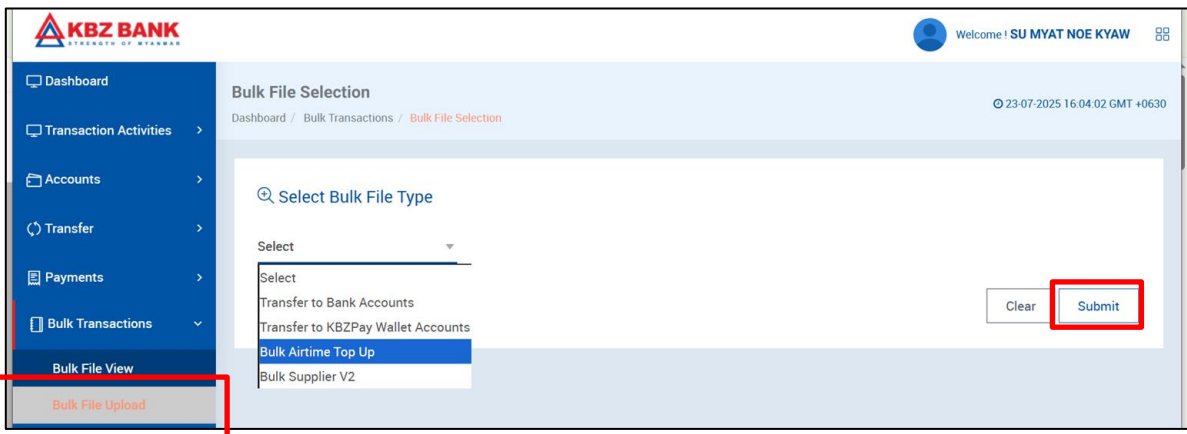 KBZ BANK
STRENGTH OF MYANMAR
Welcome ! SU MYAT NOE KYAW
Dashboard
Transaction Activities
Accounts
Transfer
Payments
Bulk Transactions
Bulk File View
Bulk File Upload
Bulk File Selection
Dashboard / Bulk Transactions / Bulk File Selection
23-07-2025 16:04:02 GMT +0630
Select Bulk File Type
Select
Select
Transfer to Bank Accounts
Transfer to KBZPay Wallet Accounts
Bulk Airtime Top Up
Bulk Supplier V2
Clear
Submit